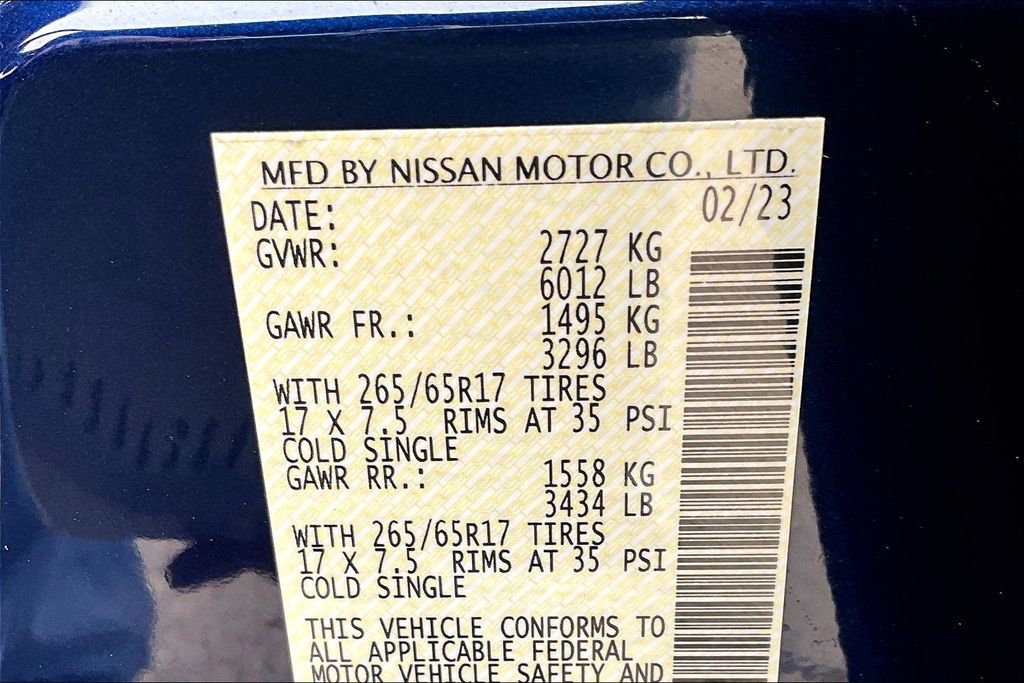 MFD BY NISSAN MOTOR CO., LTD.
DATE: 02/23
GVWR: 2727 KG
6012 LB
GAWR FR.: 1495 KG
3296 LB
WITH 265/65R17 TIRES
17 X 7.5 RIMS AT 35 PSI
COLD SINGLE
GAWR RR.: 1558 KG
3434 LB
WITH 265/65R17 TIRES
17 X 7.5 RIMS AT 35 PSI
COLD SINGLE
THIS VEHICLE CONFORMS TO
ALL APPLICABLE FEDERAL
MOTOR VEHICLE SAFETY AND